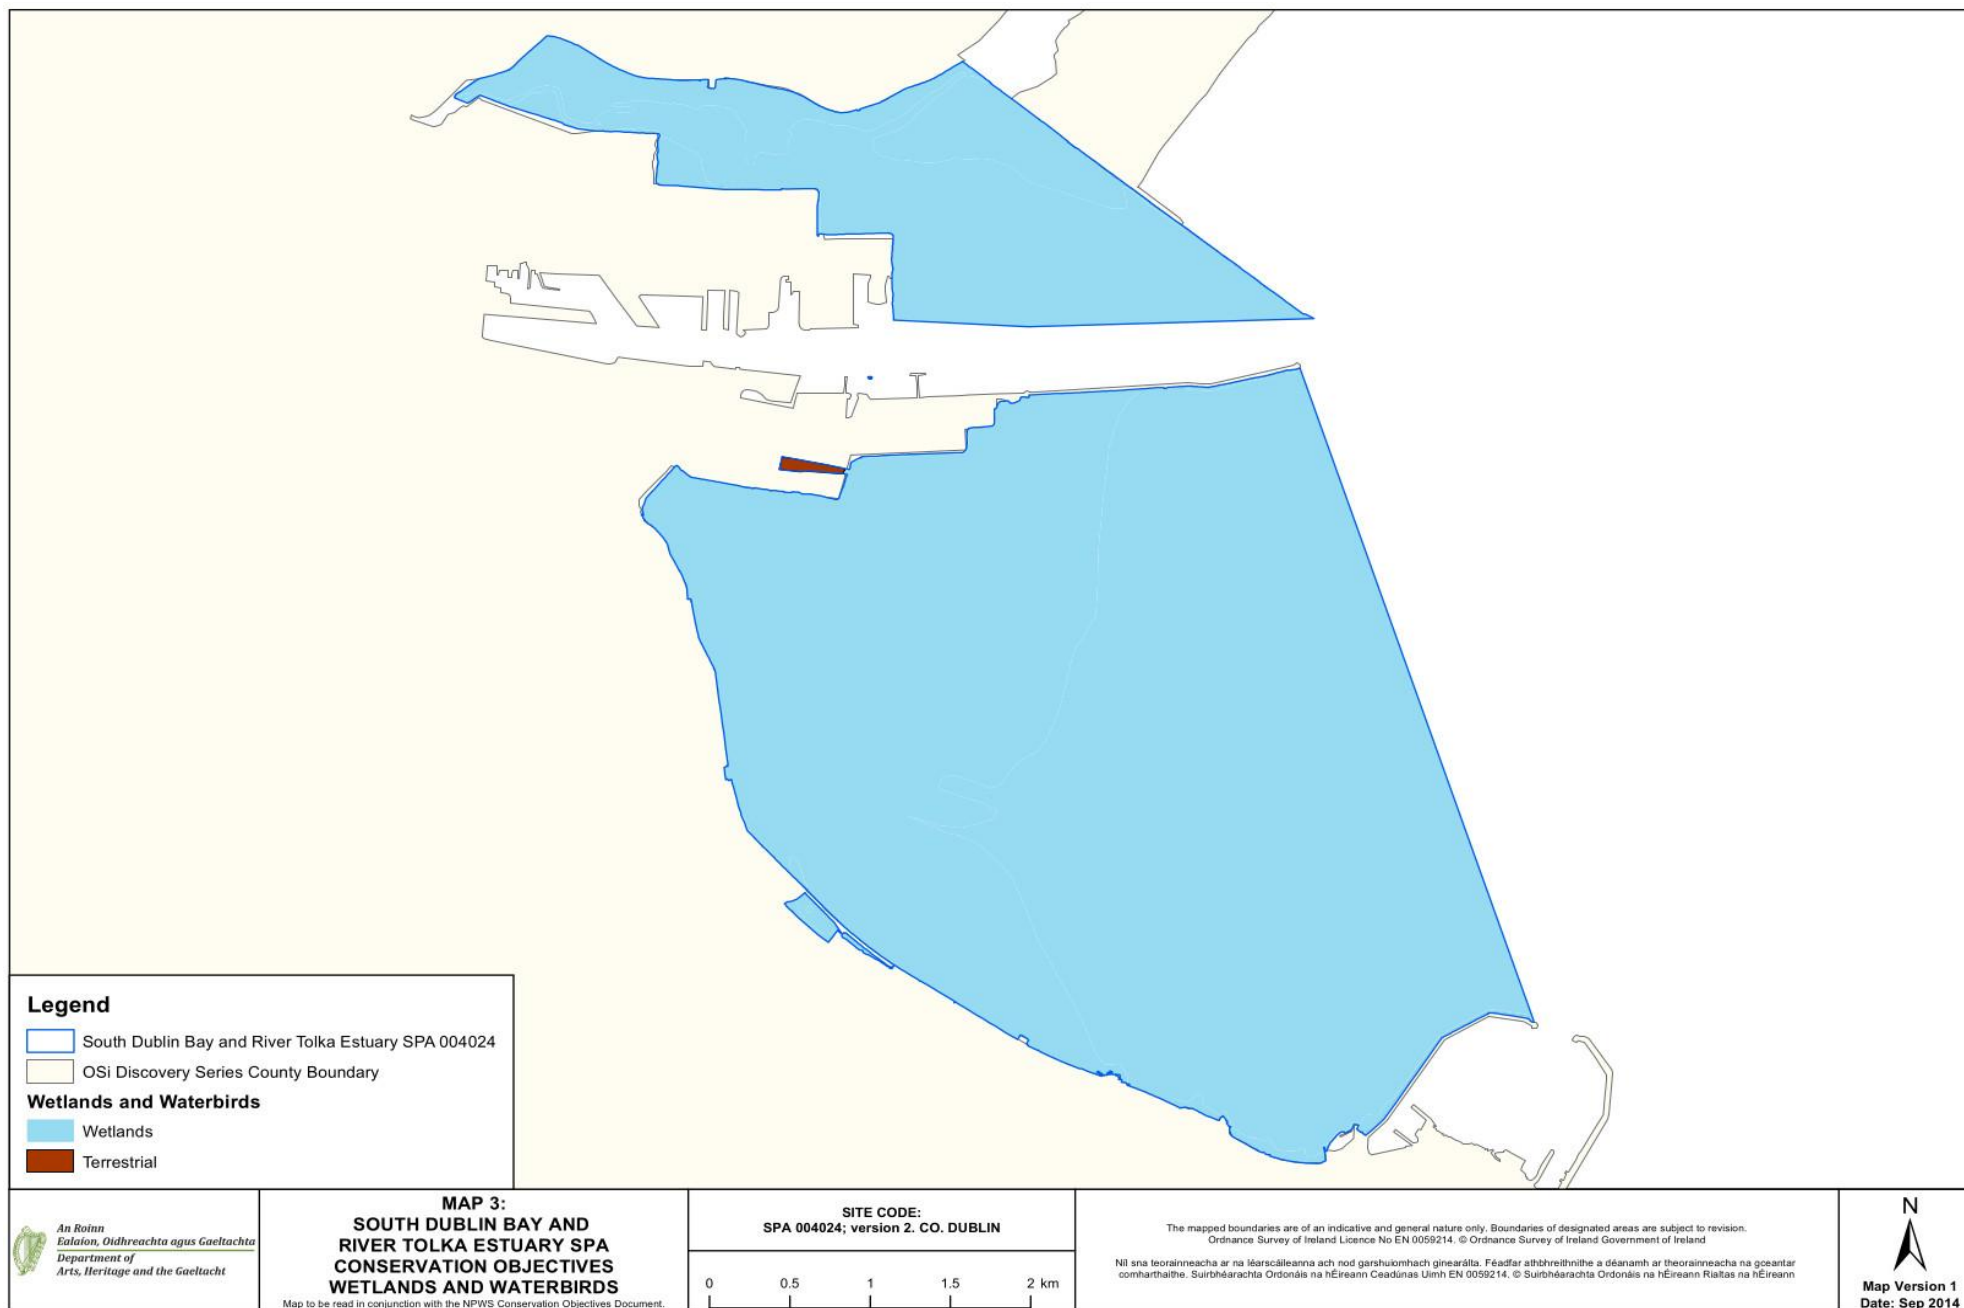 Legend
South Dublin Bay and River Tolka Estuary SPA 004024
OSi Discovery Series County Boundary
Wetlands and Waterbirds
Wetlands
Terrestrial
An Roinn
Ealaíon, Oidhreachta agus Gaeltachta
Department of
Arts, Heritage and the Gaeltacht
MAP 3:
SOUTH DUBLIN BAY AND
RIVER TOLKA ESTUARY SPA
CONSERVATION OBJECTIVES
WETLANDS AND WATERBIRDS
Map to be read in conjunction with the NPWS Conservation Objectives Document.
SITE CODE:
SPA 004024; version 2. CO. DUBLIN
0 0.5 1 1.5 2 km
The mapped boundaries are of an indicative and general nature only. Boundaries of designated areas are subject to revision.
Ordnance Survey of Ireland Licence No EN 0059214. © Ordnance Survey of Ireland Government of Ireland
Níl sna teorainneacha ar na léarscáileanna ach nod garshuíomhach ginearálta. Féadfar athbhreithnithe a déanamh ar theorainneacha na gceantar
comharthaithe. Suirbhéarachta Ordonáis na hÉireann Ceadúnas Uimh EN 0059214. © Suirbhéarachta Ordonáis na hÉireann Rialtas na hÉireann
N
Map Version 1
Date: Sep 2014